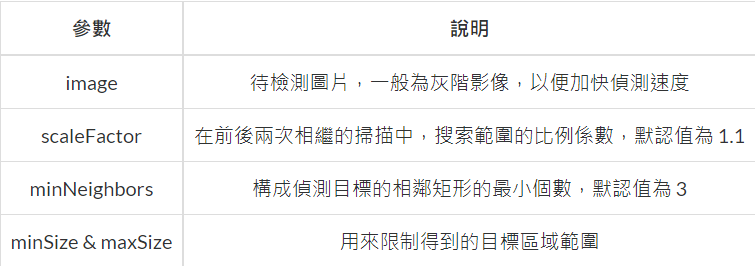 參數 說明
image 待檢測圖片，一般為灰階影像，以便加快偵測速度
scaleFactor 在前後兩次相繼的掃描中，搜索範圍的比例係數，默認值為 1.1
minNeighbors 構成偵測目標的相鄰矩形的最小個數，默認值為 3
minSize & maxSize 用來限制得到的目標區域範圍